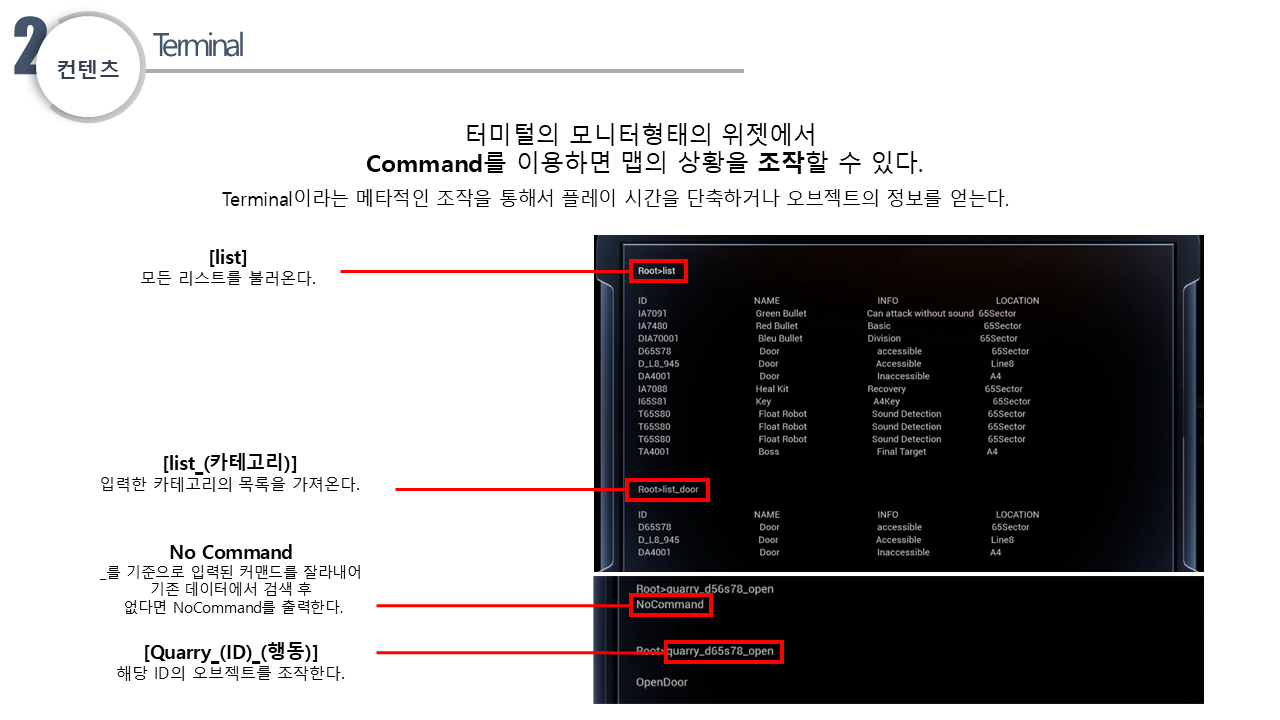 2
컨텐츠
Terminal
터미털의 모니터형태의 위젯에서
Command를 이용하면 맵의 상황을 조작할 수 있다.
Terminal이라는 메타적인 조작을 통해서 플레이 시간을 단축하거나 오브젝트의 정보를 얻는다.
[list]
모든 리스트를 불러온다.
[list_(카테고리)]
입력한 카테고리의 목록을 가져온다.
No Command
_를 기준으로 입력된 커맨드를 잘라내어
기존 데이터에서 검색 후
없다면 NoCommand를 출력한다.
[Quarry_(ID)_(행동)]
해당 ID의 오브젝트를 조작한다.
Root>list
ID NAME INFO LOCATION
IA7091 Green Bullet Can attack without sound 65Sector
IA7480 Red Bullet Basic 65Sector
DIA70001 Bleu Bullet Division 65Sector
D65S78 Door accessible 65Sector
D_L8_945 Door Accessible Line8
DA4001 Door Inaccessible A4
IA7088 Heal Kit Recovery 65Sector
I65S81 Key A4Key 65Sector
T65S80 Float Robot Sound Detection 65Sector
T65S80 Float Robot Sound Detection 65Sector
T65S80 Float Robot Sound Detection 65Sector
TA4001 Boss Final Target A4
Root>list_door
ID NAME INFO LOCATION
D65S78 Door accessible 65Sector
D_L8_945 Door Accessible Line8
DA4001 Door Inaccessible A4
Root>quarry_d56s78_open
NoCommand
Root>quarry_d65s78_open
OpenDoor